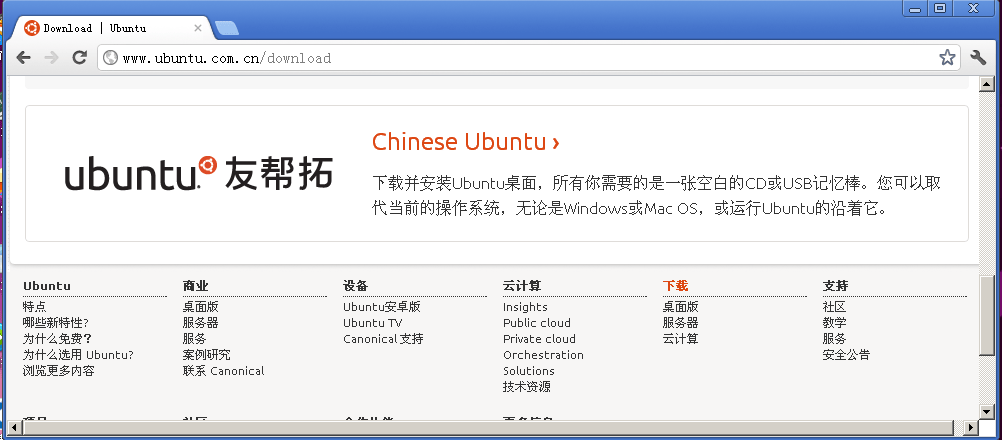 Download | Ubuntu
www.ubuntu.com.cn/download
ubuntu 友帮拓
Chinese Ubuntu ›
下载并安装Ubuntu桌面，所有你需要的是一张空白的CD或USB记忆棒。您可以取
代当前的操作系统，无论是Windows或Mac OS，或运行Ubuntu的沿着它。
Ubuntu
特点
哪些新特性?
为什么免费？
为什么选用 Ubuntu?
浏览更多内容
商业
桌面版
服务器
服务
案例研究
联系 Canonical
设备
Ubuntu安卓版
Ubuntu TV
Canonical 支持
云计算
Insights
Public cloud
Private cloud
Orchestration
Solutions
技术资源
下载
桌面版
服务器
云计算
支持
社区
教学
服务
安全公告